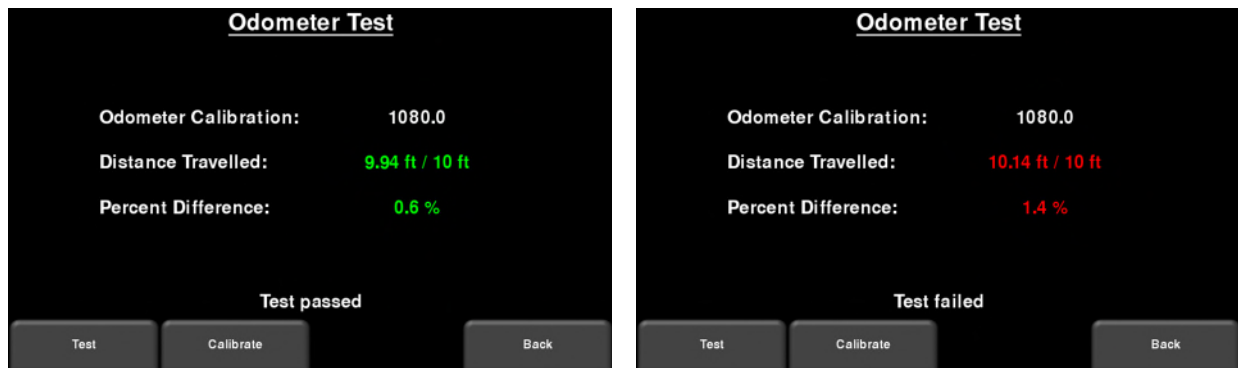 Odometer Test
Odometer Calibration: 1080.0
Distance Travelled: 9.94 ft / 10 ft
Percent Difference: 0.6 %
Test passed
Test Calibrate Back
Odometer Test
Odometer Calibration: 1080.0
Distance Travelled: 10.14 ft / 10 ft
Percent Difference: 1.4 %
Test failed
Test Calibrate Back